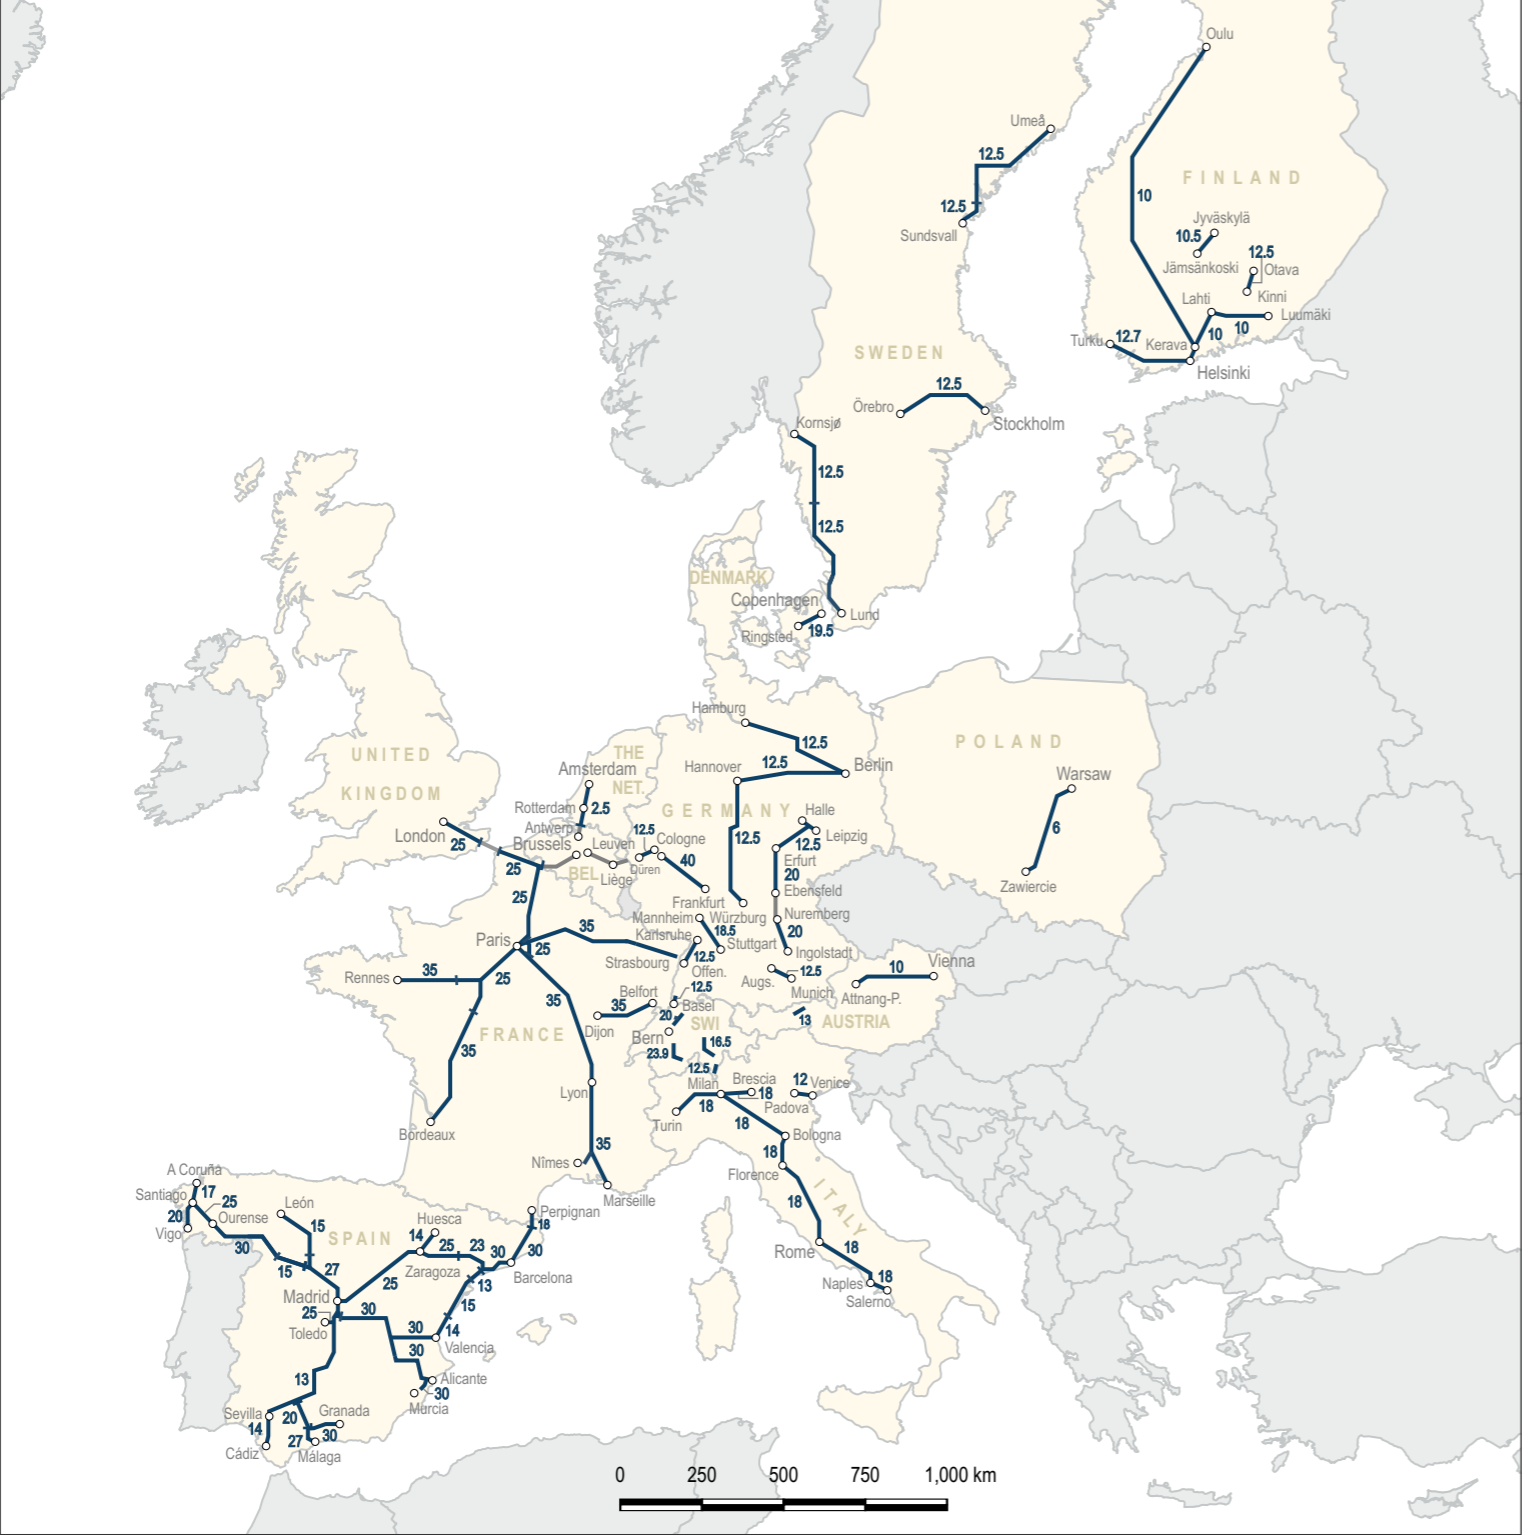 Oulu
Umeå
12.5
FINLAND
10
12.5
Jyväskylä
10.5
12.5
Sundsvall
Jämsänkoski
Otava
Kinni
Lahti
Luumäki
Turku
12.7
Kerava
10
10
SWEDEN
Helsinki
12.5
Örebro
Kornsjø
Stockholm
12.5
12.5
DENMARK
Copenhagen
Lund
Ringsted
19.5
Hamburg
12.5
POLAND
UNITED
KINGDOM
THE
NET.
Amsterdam
Hannover
12.5
Berlin
Warsaw
Rotterdam
2.5
GERMANY
Halle
London
25
Antwerp
Brussels
Leuven
12.5
Cologne
12.5
Leipzig
12.5
6
25
BEL
Liège
Düren
40
Erfurt
20
Ebensfeld
Zawiercie
25
Frankfurt
Mannheim
Würzburg
Nuremberg
35
Karlsruhe
18.5
Stuttgart
20
Paris
25
Strasbourg
12.5
Offen.
Ingolstadt
Rennes
35
25
Augs.
12.5
Munich
10
Vienna
Attnang-P.
35
Belfort
35
12.5
Basel
Dijon
20
SWI
13
AUSTRIA
FRANCE
Bern
16.5
35
23.9
12.5
Lyon
Milan
Brescia
18
12
Venice
Padova
18
Turin
18
Bordeaux
35
Bologna
18
Nîmes
Florence
Marseille
A Coruña
Santiago
17
25
León
ITALY
18
20
Ourense
15
Huesca
Perpignan
18
Vigo
SPAIN
14
25
23
30
30
30
15
27
Zaragoza
25
13
Barcelona
Rome
18
Madrid
Naples
18
Salerno
25
30
15
Toledo
30
14
Valencia
30
13
Alicante
30
Murcia
Sevilla
20
Granada
14
30
27
Cádiz
Málaga
0 250 500 750 1,000 km